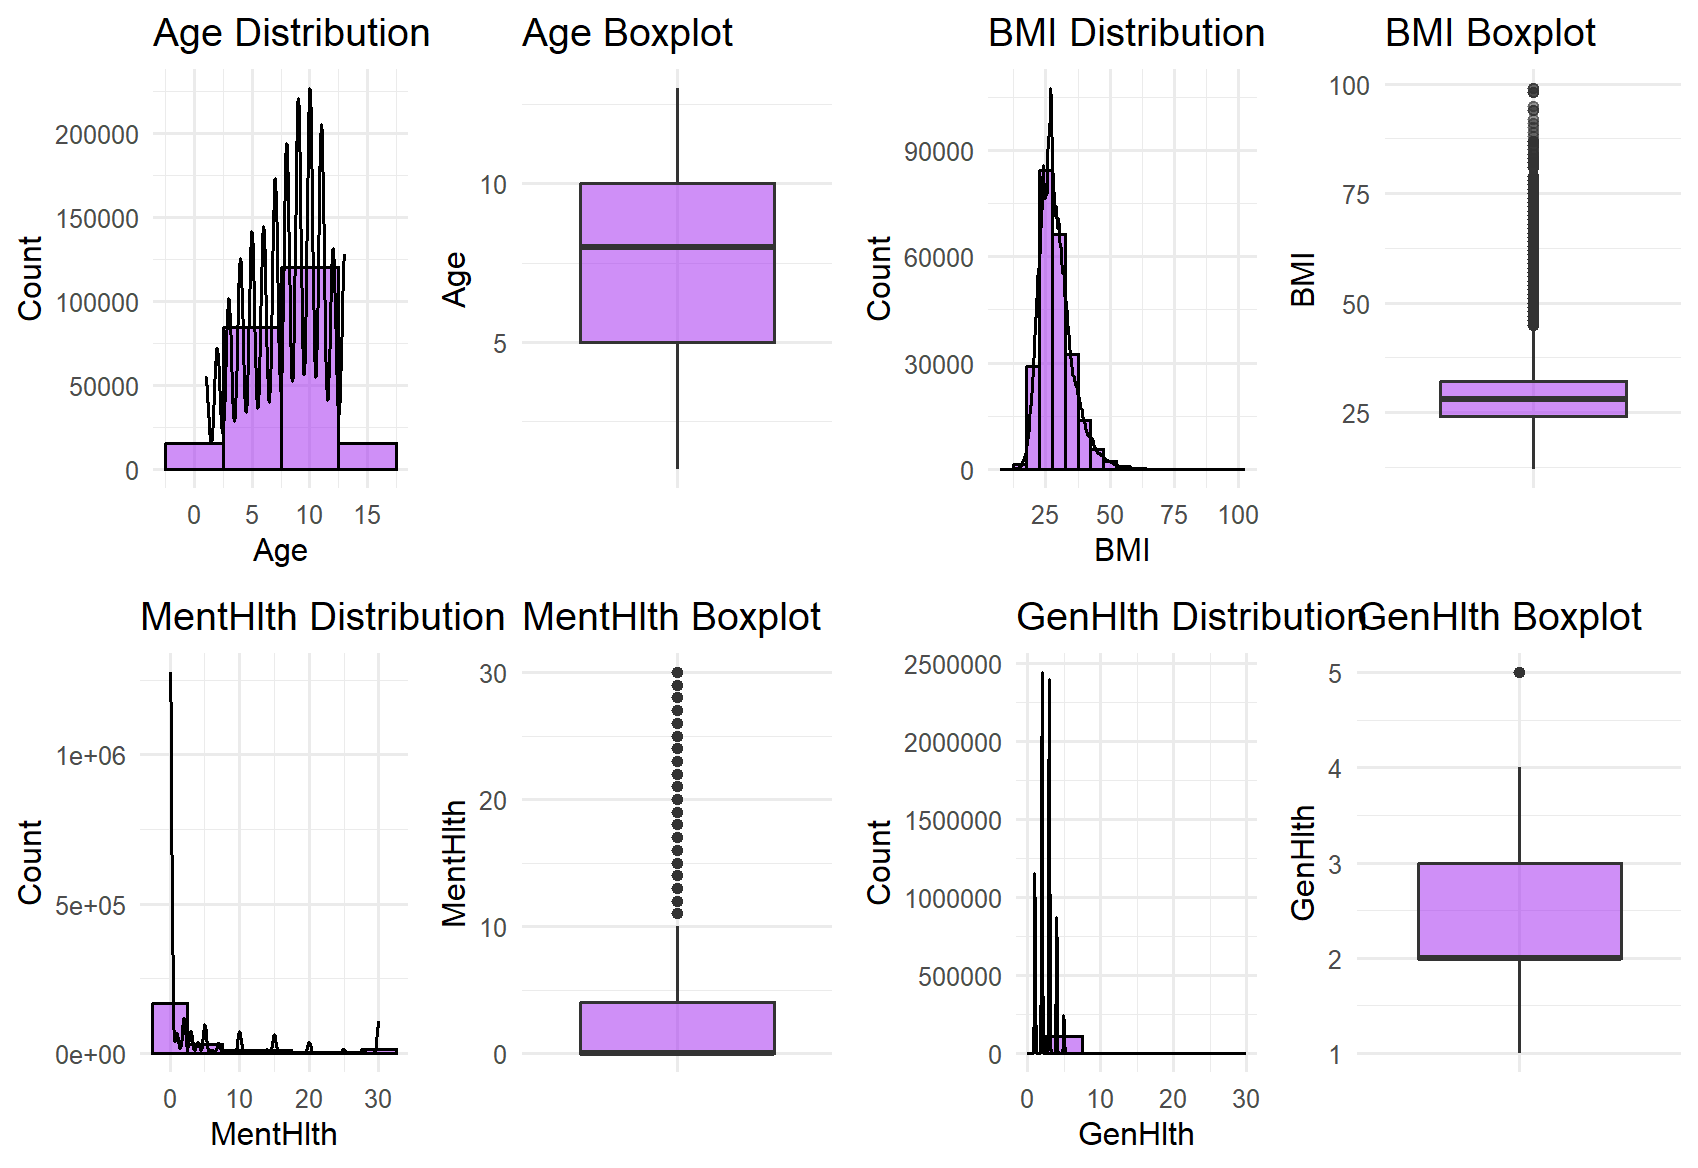 Age Distribution
200000
150000
100000
50000
0
Count
0 5 10 15
Age
Age Boxplot
10
5
Age
BMI Distribution
90000
60000
30000
0
Count
25 50 75 100
BMI
BMI Boxplot
100
75
50
25
BMI
MentHlth Distribution
1e+06
5e+05
0e+00
Count
0 10 20 30
MentHlth
MentHlth Boxplot
30
20
10
0
MentHlth
GenHlth Distribution
2500000
2000000
1500000
1000000
500000
0
Count
0 10 20 30
GenHlth
GenHlth Boxplot
5
4
3
2
1
GenHlth